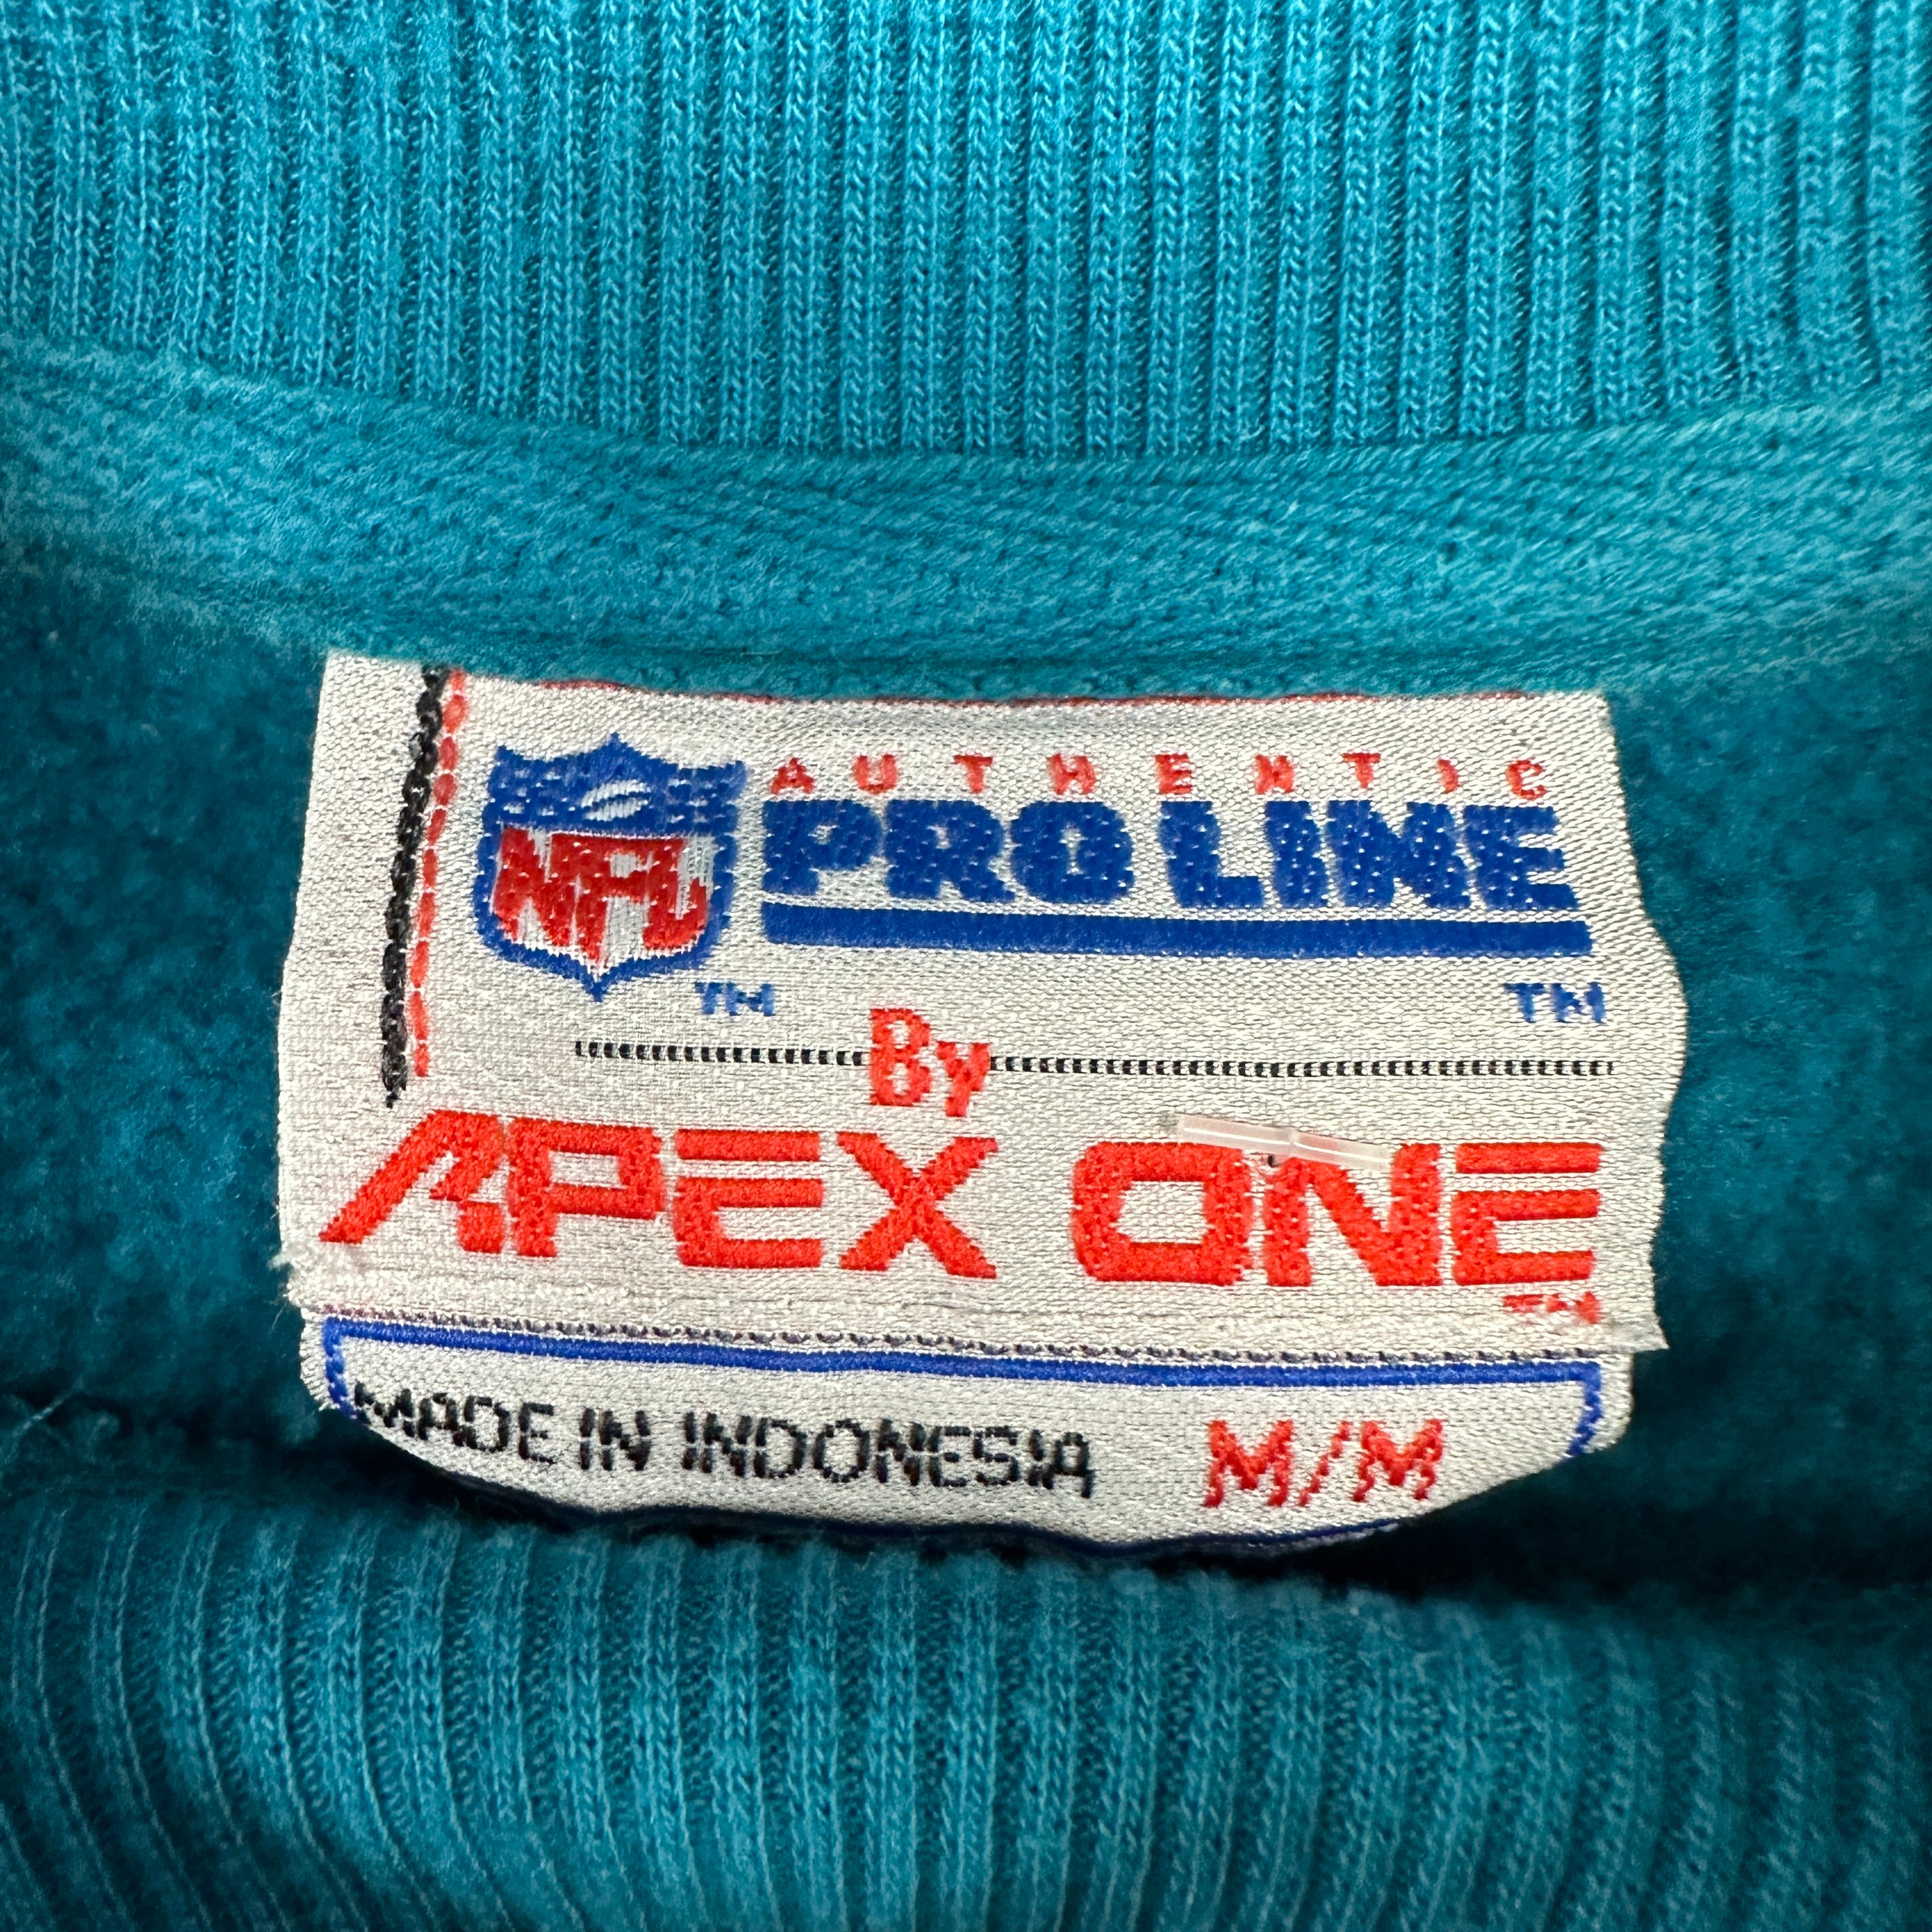 AUTHENTIC
NFL PRO LINE
TM TM
By
APEX ONE
TM
MADE IN INDONESIA M/M